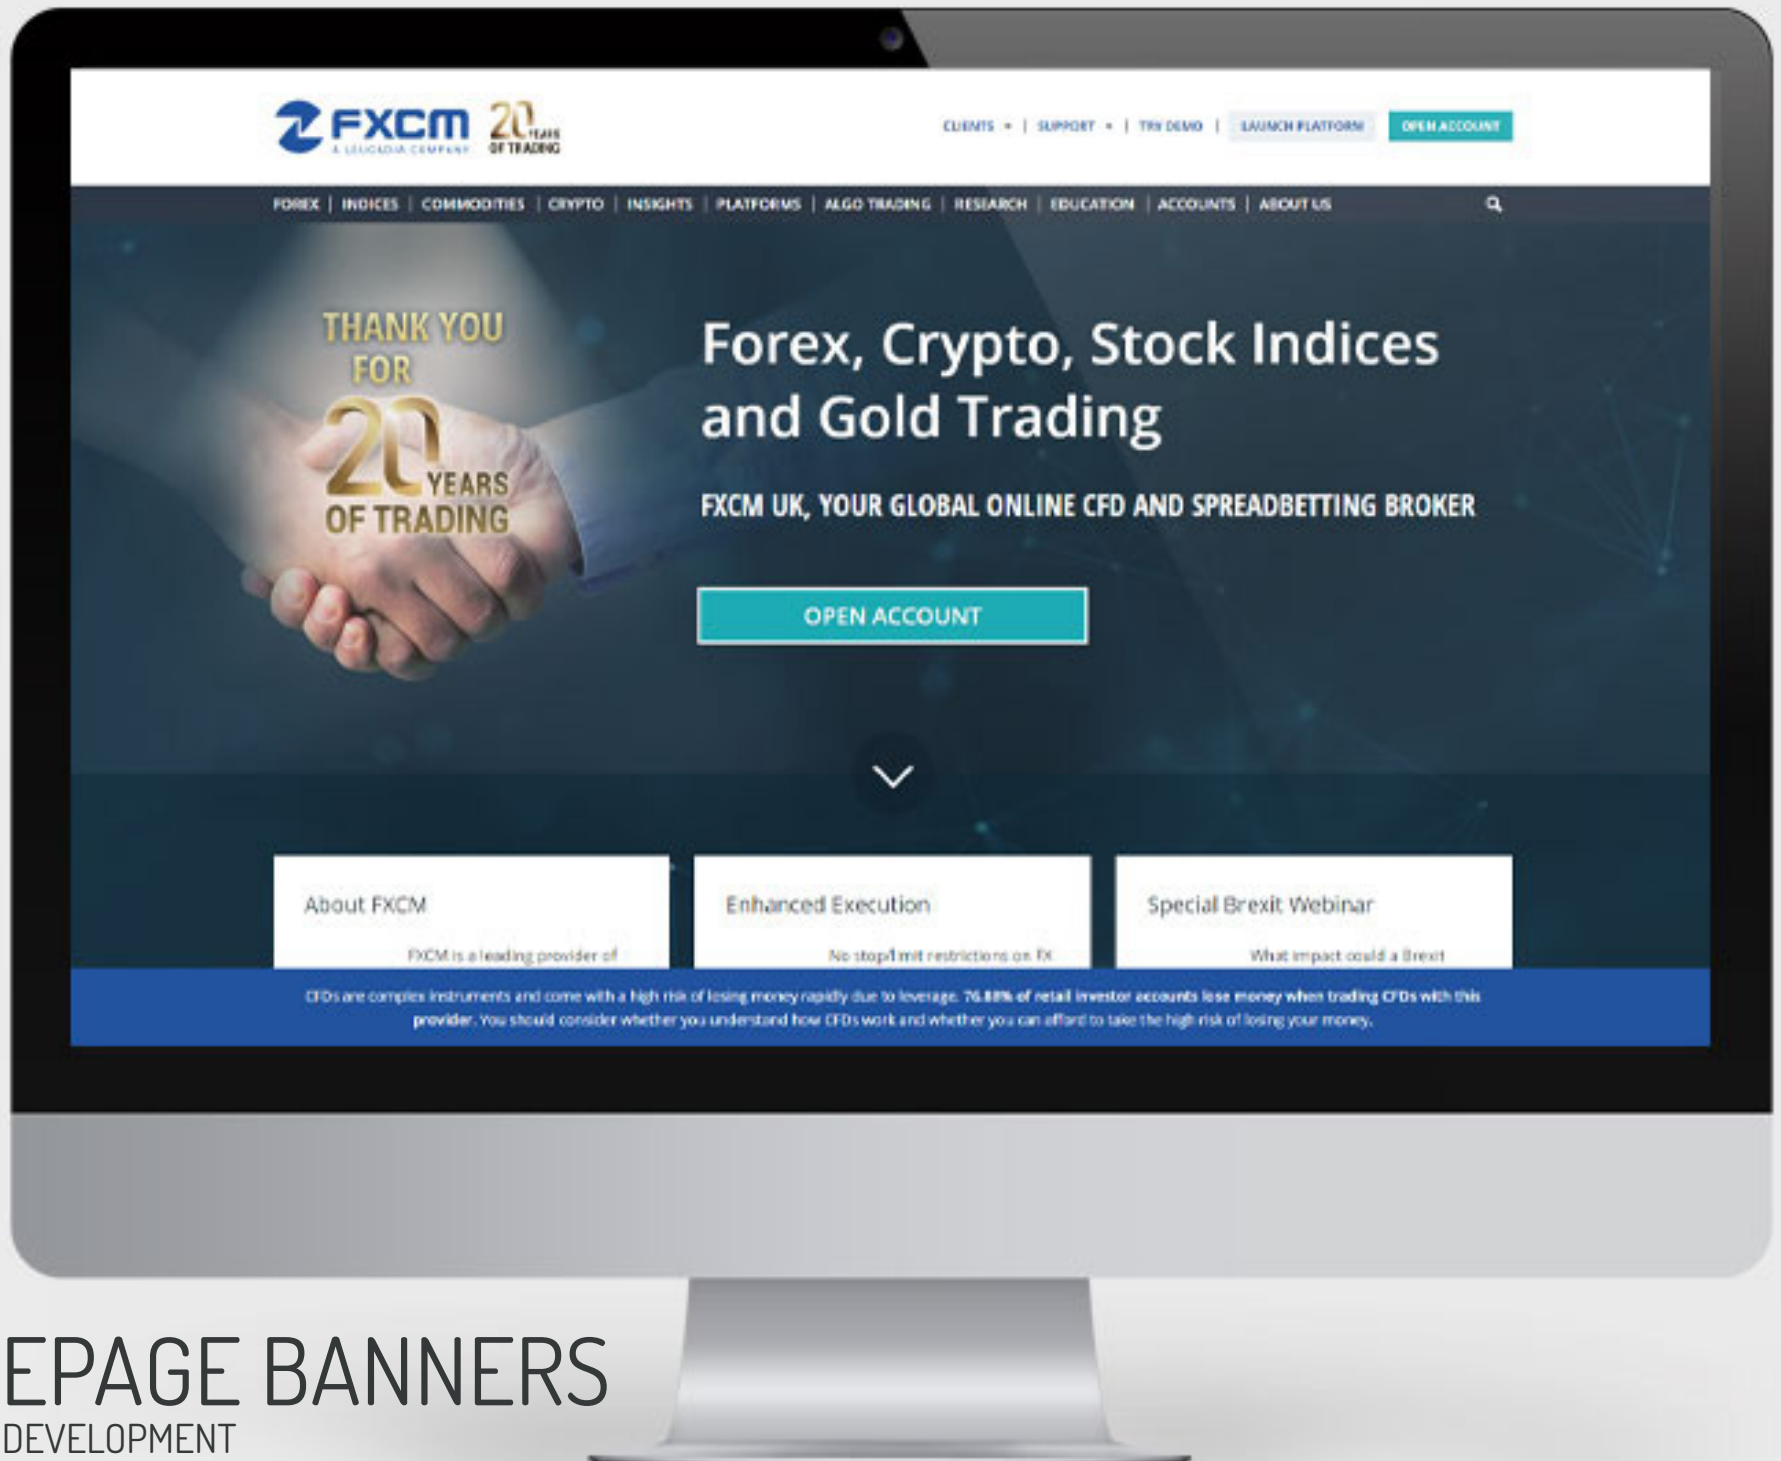 FXCM
A LEUCADIA COMPANY
20 YEARS
OF TRADING
CLIENTS | SUPPORT | TRY DEMO | LAUNCH PLATFORM OPEN ACCOUNT
FOREX | INDICES | COMMODITIES | CRYPTO | INSIGHTS | PLATFORMS | ALGO TRADING | RESEARCH | EDUCATION | ACCOUNTS | ABOUT US
THANK YOU
FOR
20 YEARS
OF TRADING
Forex, Crypto, Stock Indices
and Gold Trading
FXCM UK, YOUR GLOBAL ONLINE CFD AND SPREADBETTING BROKER
OPEN ACCOUNT
About FXCM
FXCM is a leading provider of
Enhanced Execution
No stop/limit restrictions on FX
Special Brexit Webinar
What impact could a Brexit
CFDs are complex instruments and come with a high risk of losing money rapidly due to leverage. 76.88% of retail investor accounts lose money when trading CFDs with this
provider. You should consider whether you understand how CFDs work and whether you can afford to take the high risk of losing your money.
EPAGE BANNERS
DEVELOPMENT